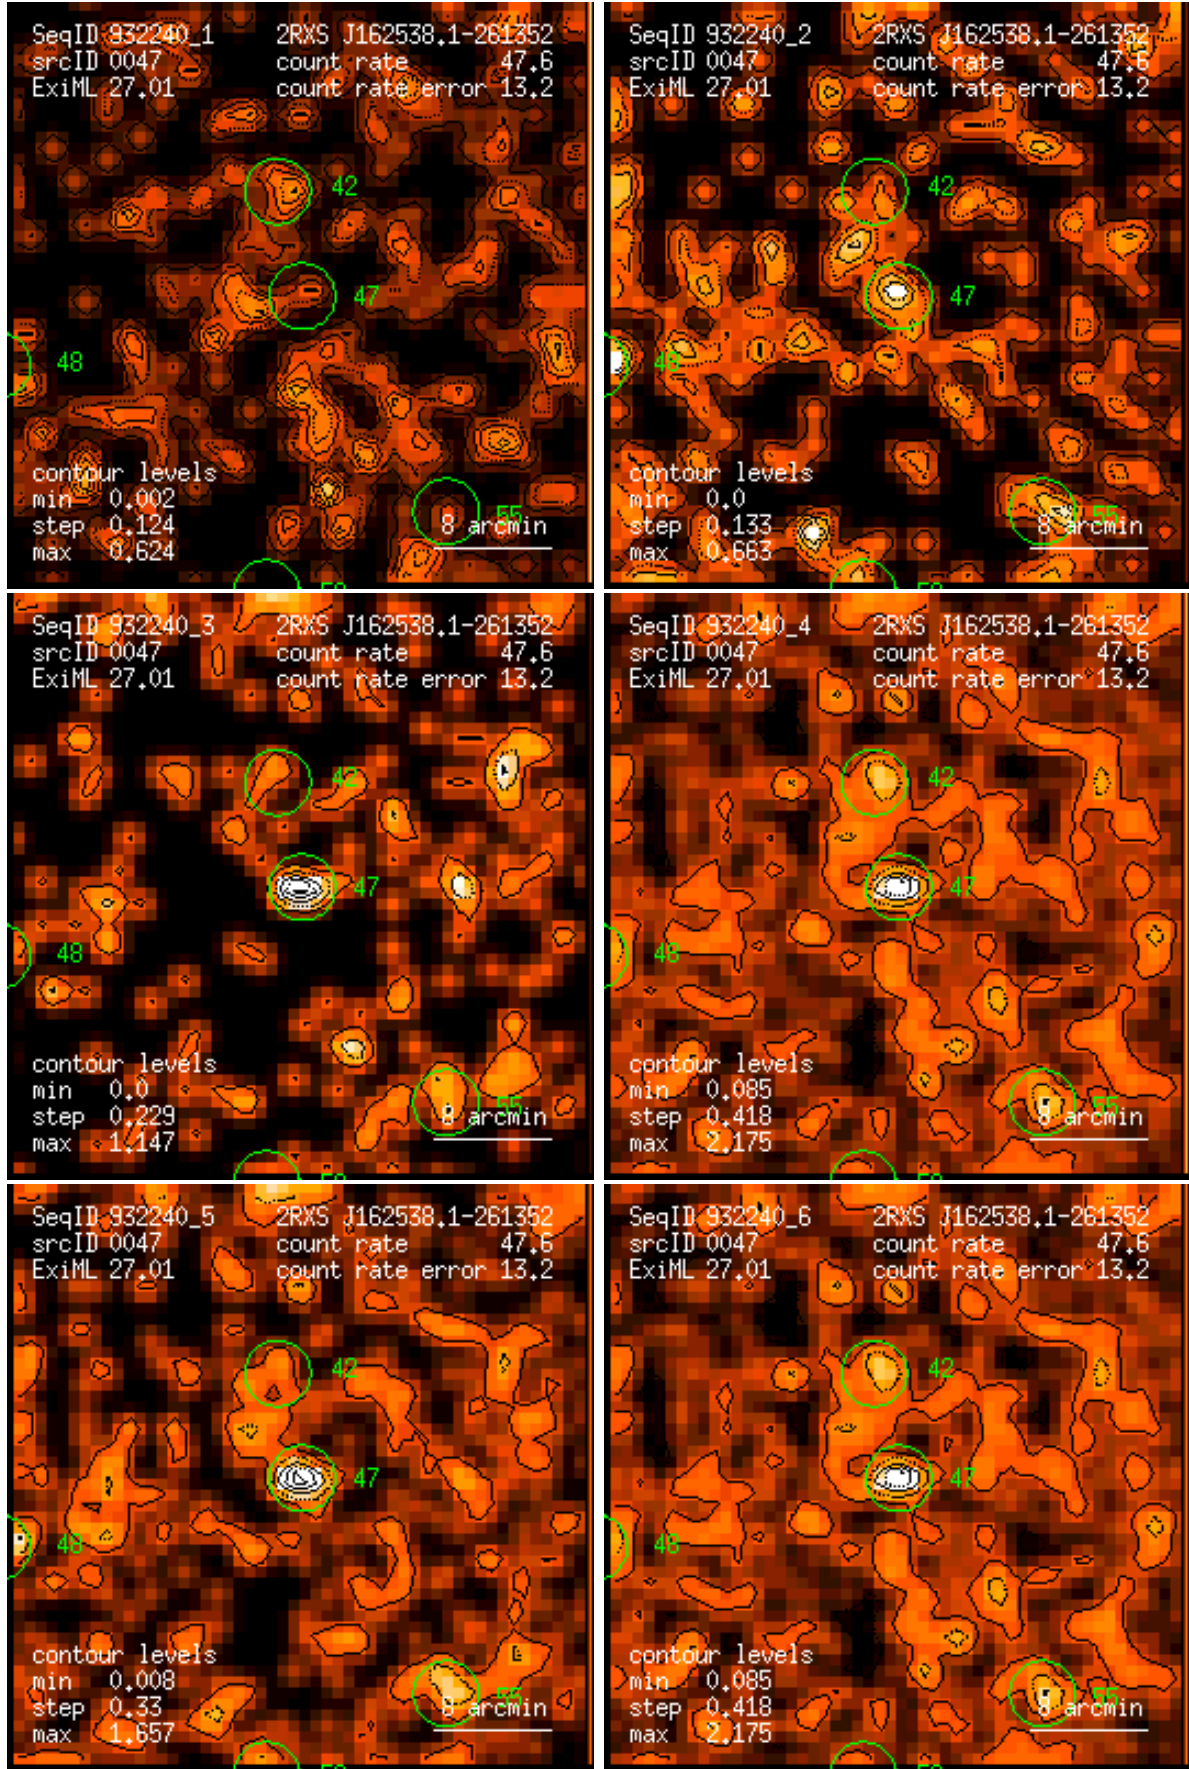 SeqID 932240_1 2RXS J162538.1-261352
srcID 0047 count rate 47.6
ExiML 27.01 count rate error 13.2
42
47
48
contour levels
min 0.002
step 0.124
max 0.624
55
8 arcmin
SeqID 932240_2 2RXS J162538.1-261352
srcID 0047 count rate 47.6
ExiML 27.01 count rate error 13.2
42
47
48
contour levels
min 0.0
step 0.133
max 0.663
55
8 arcmin
SeqID 932240_3 2RXS J162538.1-261352
srcID 0047 count rate 47.6
ExiML 27.01 count rate error 13.2
42
47
48
contour levels
min 0.0
step 0.229
max 1.147
55
8 arcmin
SeqID 932240_4 2RXS J162538.1-261352
srcID 0047 count rate 47.6
ExiML 27.01 count rate error 13.2
42
47
48
contour levels
min 0.085
step 0.418
max 2.175
55
8 arcmin
SeqID 932240_5 2RXS J162538.1-261352
srcID 0047 count rate 47.6
ExiML 27.01 count rate error 13.2
42
47
48
contour levels
min 0.008
step 0.33
max 1.657
55
8 arcmin
SeqID 932240_6 2RXS J162538.1-261352
srcID 0047 count rate 47.6
ExiML 27.01 count rate error 13.2
42
47
48
contour levels
min 0.085
step 0.418
max 2.175
55
8 arcmin